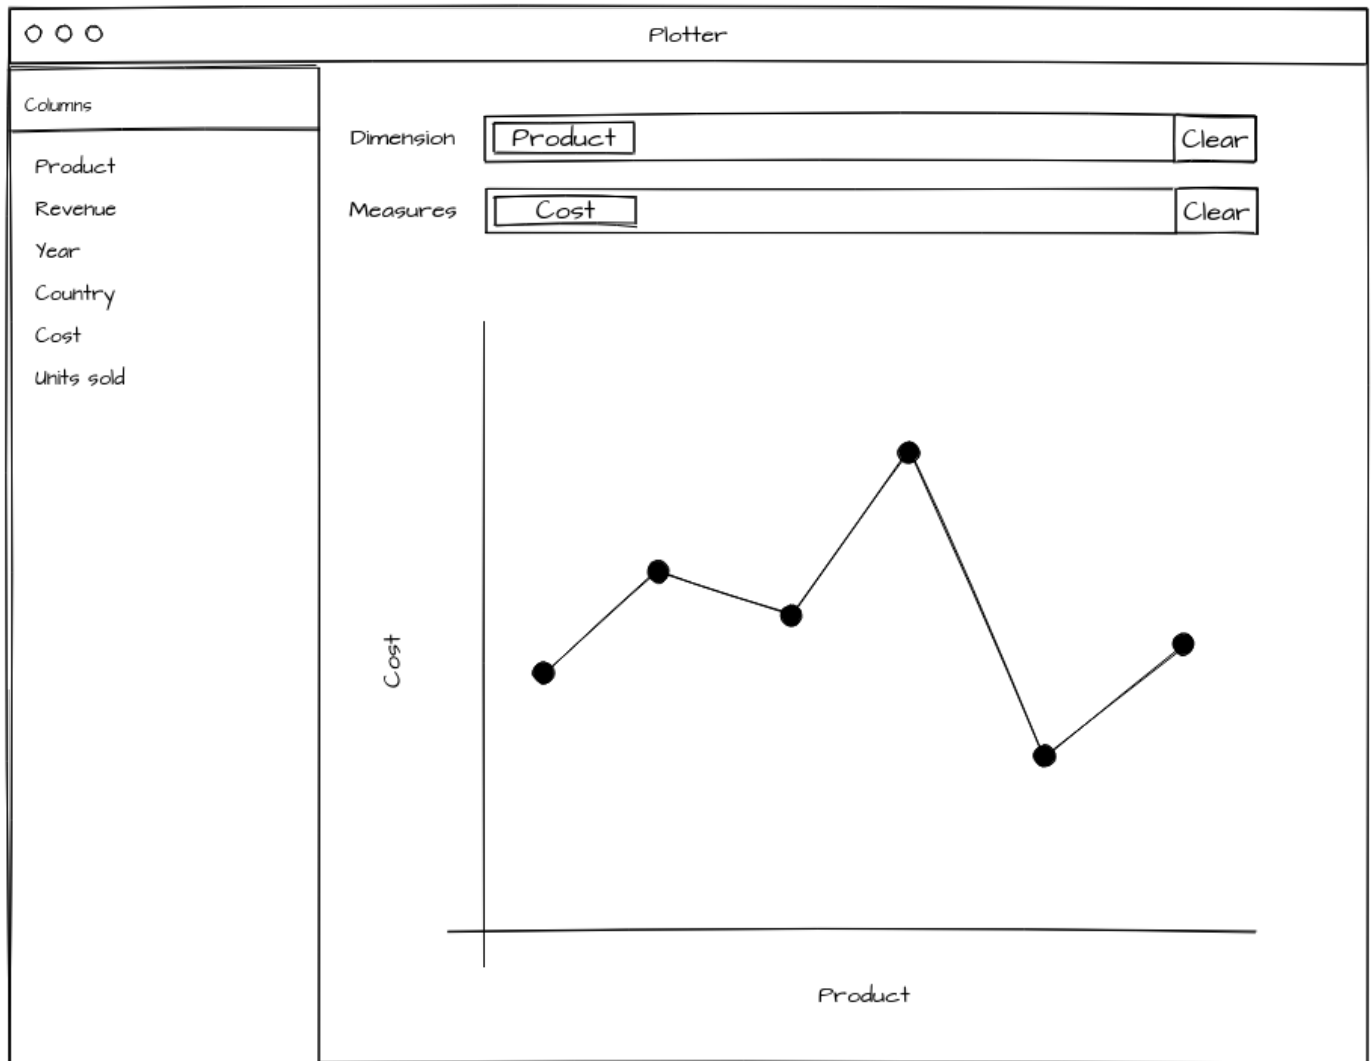 Plotter
Columns
Product
Revenue
Year
Country
Cost
Units sold
Dimension Product Clear
Measures Cost Clear
Cost
Product